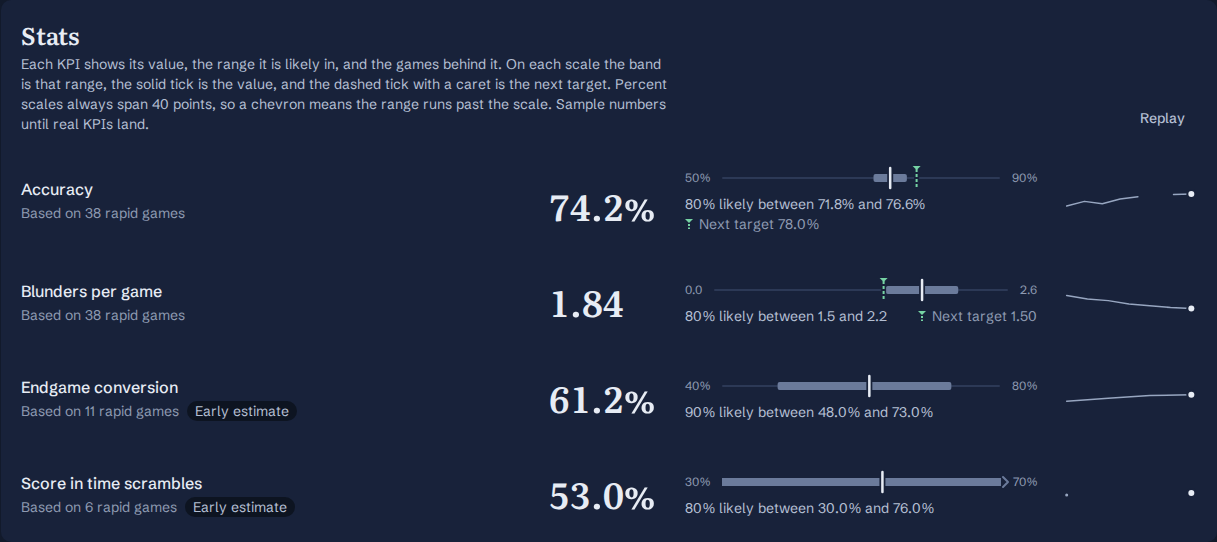 Stats
Each KPI shows its value, the range it is likely in, and the games behind it. On each scale the band
is that range, the solid tick is the value, and the dashed tick with a caret is the next target. Percent
scales always span 40 points, so a chevron means the range runs past the scale. Sample numbers
until real KPIs land.
Replay
Accuracy
Based on 38 rapid games
74.2%
50%
90%
80% likely between 71.8% and 76.6%
Next target 78.0%
Blunders per game
Based on 38 rapid games
1.84
0.0
2.6
80% likely between 1.5 and 2.2
Next target 1.50
Endgame conversion
Based on 11 rapid games
Early estimate
61.2%
40%
80%
90% likely between 48.0% and 73.0%
Score in time scrambles
Based on 6 rapid games
Early estimate
53.0%
30%
70%
80% likely between 30.0% and 76.0%